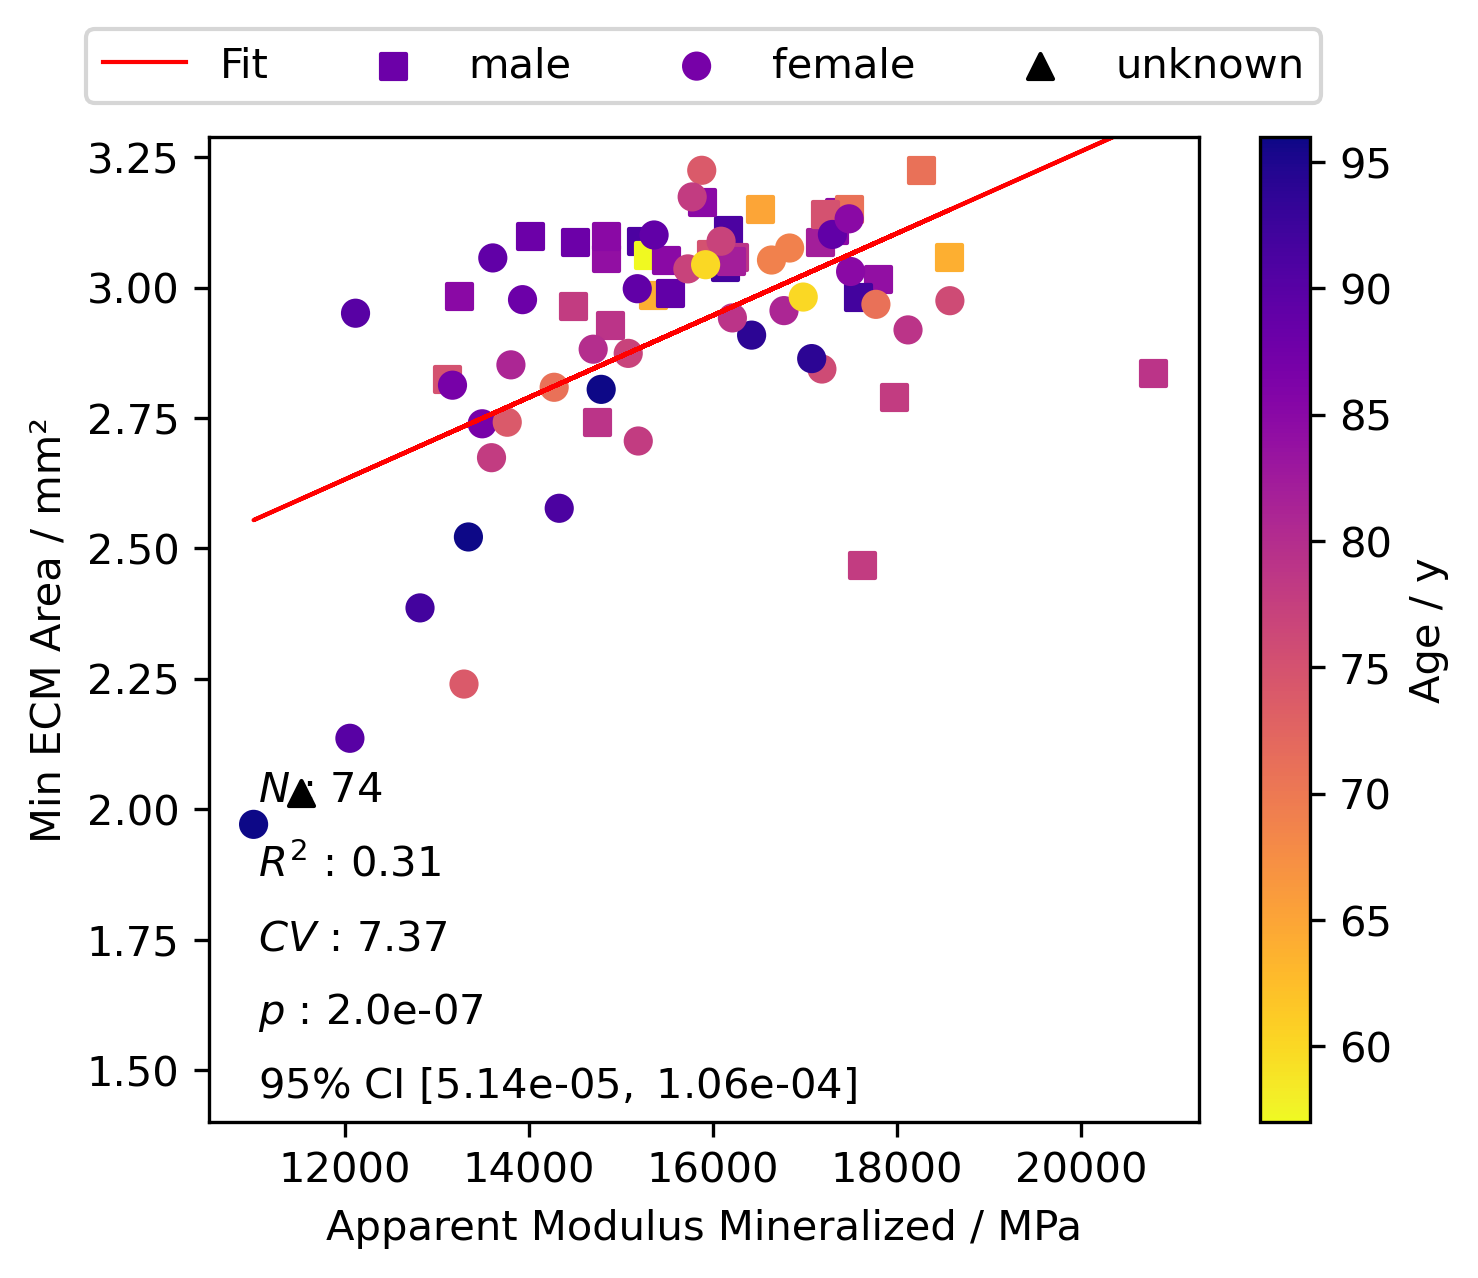 Fit male female unknown
3.25
3.00
2.75
2.50
2.25
2.00
1.75
1.50
Min ECM Area / mm²
N : 74
R² : 0.31
CV : 7.37
p : 2.0e-07
95% CI [5.14e-05, 1.06e-04]
12000 14000 16000 18000 20000
Apparent Modulus Mineralized / MPa
95
90
85
80
75
70
65
60
Age / y